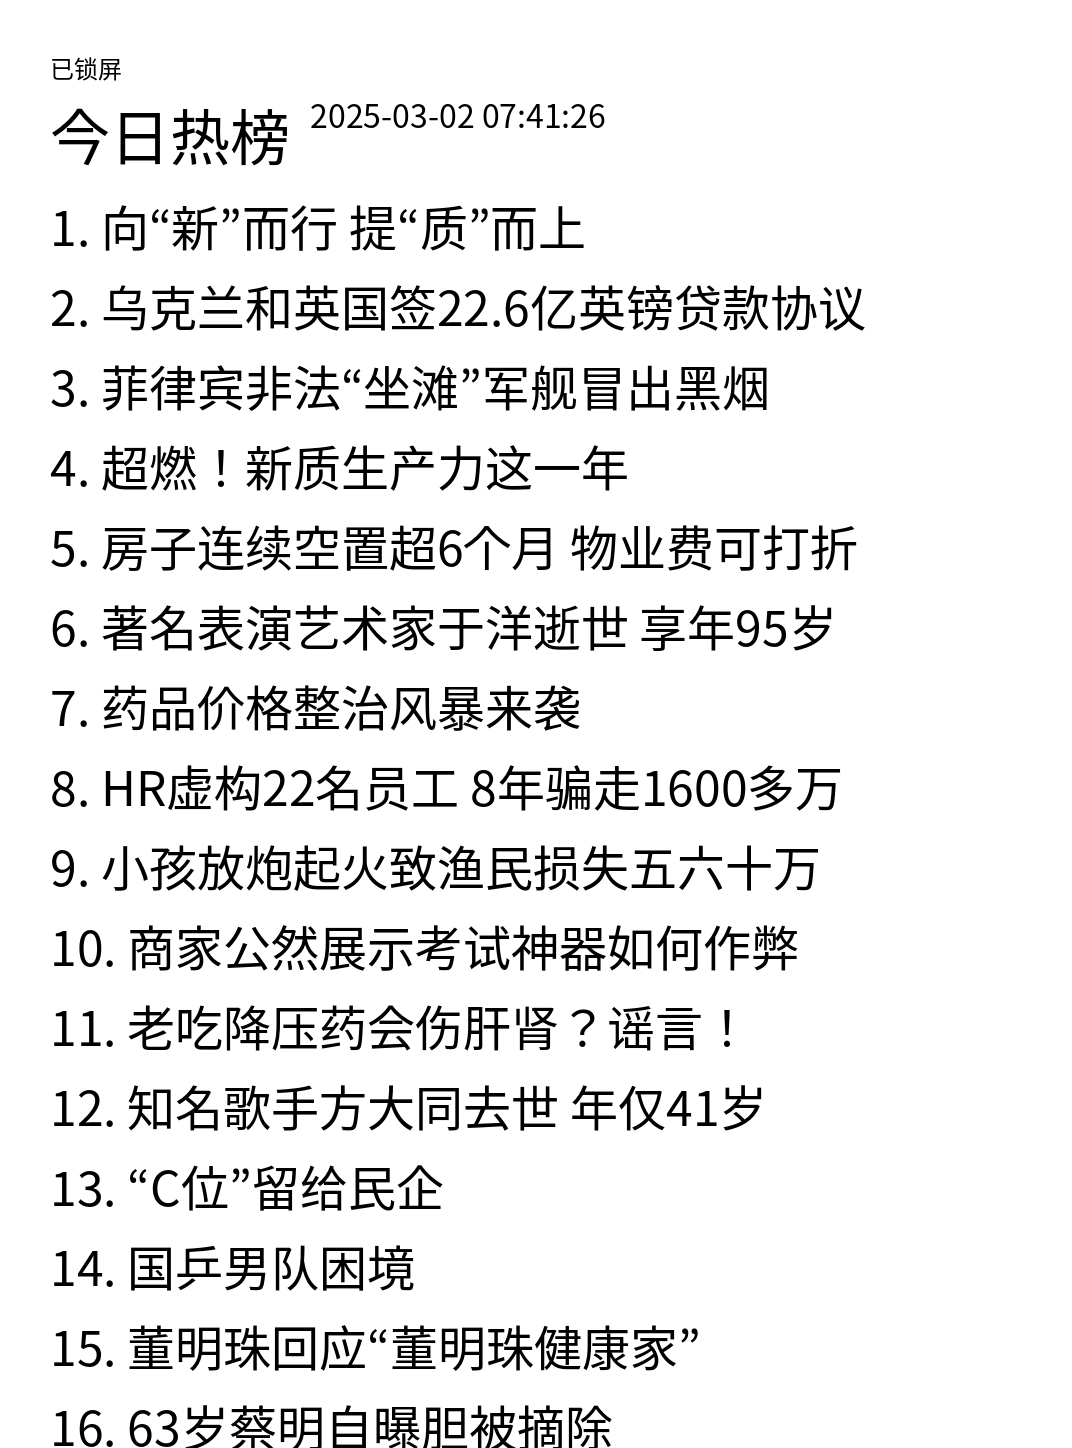 已锁屏
今日热榜 2025-03-02 07:41:26
1. 向“新”而行 提“质”而上
2. 乌克兰和英国签22.6亿英镑贷款协议
3. 菲律宾非法“坐滩”军舰冒出黑烟
4. 超燃！新质生产力这一年
5. 房子连续空置超6个月 物业费可打折
6. 著名表演艺术家于洋逝世 享年95岁
7. 药品价格整治风暴来袭
8. HR虚构22名员工 8年骗走1600多万
9. 小孩放炮起火致渔民损失五六十万
10. 商家公然展示考试神器如何作弊
11. 老吃降压药会伤肝肾？谣言！
12. 知名歌手方大同去世 年仅41岁
13. “C位”留给民企
14. 国乒男队困境
15. 董明珠回应“董明珠健康家”
16. 63岁蔡明自曝胆被摘除